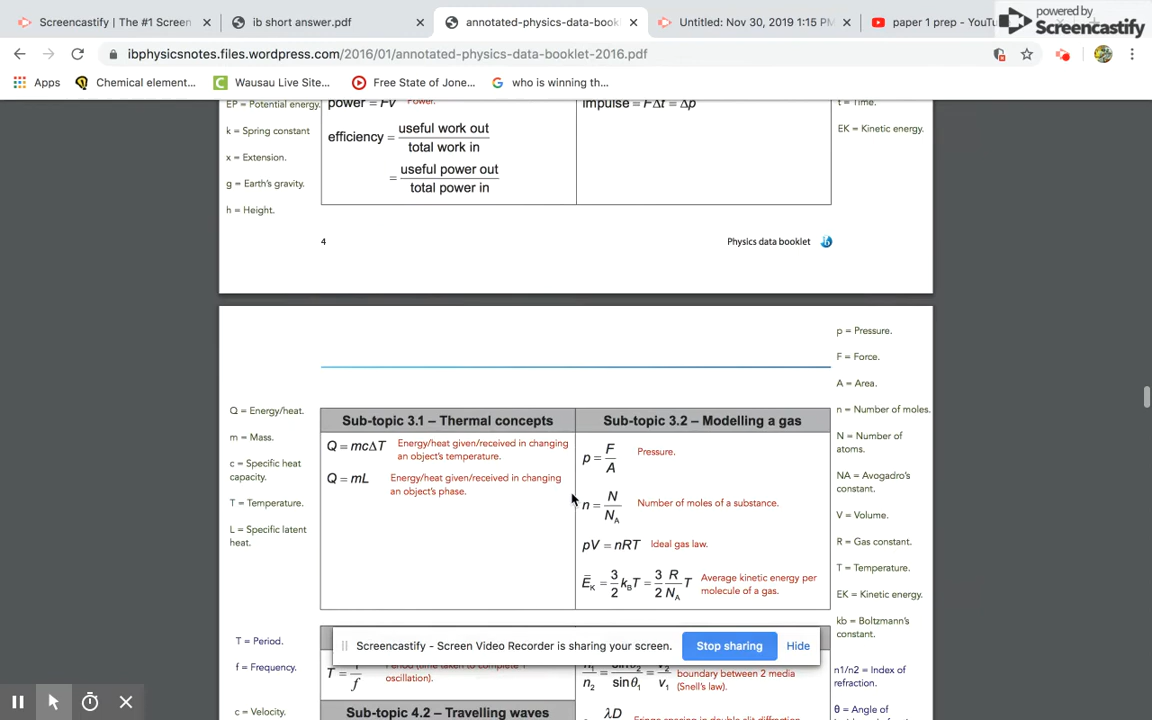 Screencastify | The #1 Screen
ib short answer.pdf
annotated-physics-data-book
Untitled: Nov 30, 2019 1:15 PM
paper 1 prep - YouTu
powered by
Screencastify
ibphysicsnotes.files.wordpress.com/2016/01/annotated-physics-data-booklet-2016.pdf
Apps
Chemical element...
Wausau Live Site...
Free State of Jone...
who is winning th...
EP = Potential energy.
k = Spring constant
x = Extension.
g = Earth's gravity.
h = Height.
power = Fv Power.
efficiency = useful work out / total work in
= useful power out / total power in
impulse = FΔt = Δp
t = Time.
EK = Kinetic energy.
4
Physics data booklet
Q = Energy/heat.
m = Mass.
c = Specific heat
capacity.
T = Temperature.
L = Specific latent
heat.
Sub-topic 3.1 – Thermal concepts
Q = mcΔT Energy/heat given/received in changing
an object's temperature.
Q = mL Energy/heat given/received in changing
an object's phase.
Sub-topic 3.2 – Modelling a gas
p = F/A Pressure.
n = N/N_A Number of moles of a substance.
pV = nRT Ideal gas law.
Ē_K = 3/2 k_B T = 3/2 R/N_A T Average kinetic energy per
molecule of a gas.
p = Pressure.
F = Force.
A = Area.
n = Number of moles.
N = Number of
atoms.
NA = Avogadro's
constant.
V = Volume.
R = Gas constant.
T = Temperature.
EK = Kinetic energy.
kb = Boltzmann's
constant.
Screencastify - Screen Video Recorder is sharing your screen.
Stop sharing
Hide
T = Period.
f = Frequency.
c = Velocity.
T = 1/f
oscillation).
Sub-topic 4.2 – Travelling waves
n1/n2 = sinθ2/sinθ1 = v2/v1 boundary between 2 media
(Snell's law).
λD
n1/n2 = Index of
refraction.
θ = Angle of